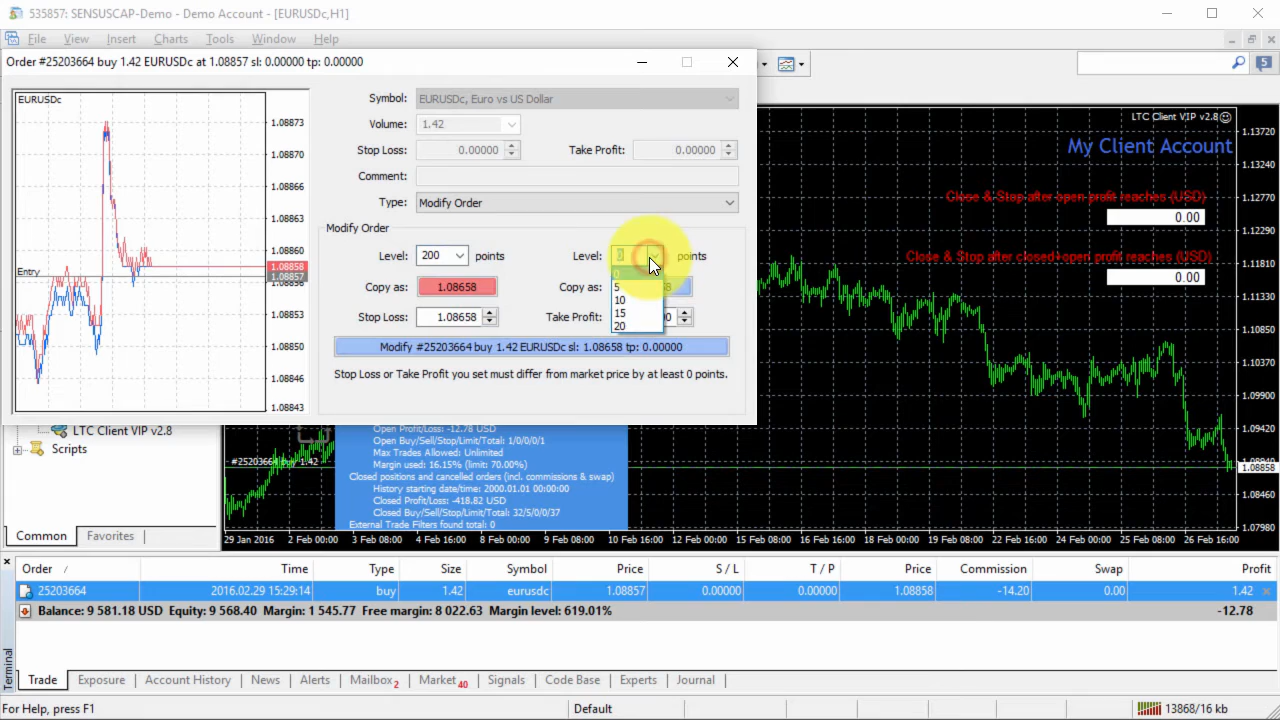 535857: SENSUSCAP-Demo - Demo Account - [EURUSDc,H1]
File View Insert Charts Tools Window Help
5
Order #25203664 buy 1.42 EURUSDc at 1.08857 sl: 0.00000 tp: 0.00000
EURUSDc
1.08873
1.08870
1.08866
1.08863
1.08860
1.08858
Entry
1.08857
1.08856
1.08853
1.08850
1.08846
1.08843
Symbol: EURUSDc, Euro vs US Dollar
Volume: 1.42
Stop Loss: 0.00000 Take Profit: 0.00000
Comment:
Type: Modify Order
Modify Order
Level: 200 points Level: points
Copy as: 1.08658 Copy as:
Stop Loss: 1.08658 Take Profit:
0
5
10
15
20
Modify #25203664 buy 1.42 EURUSDc sl: 1.08658 tp: 0.00000
Stop Loss or Take Profit you set must differ from market price by at least 0 points.
LTC Client VIP v2.8
My Client Account
Close & Stop after open profit reaches (USD)
0.00
Close & Stop after closed+open profit reaches (USD)
0.00
1.13720
1.13270
1.12770
1.12280
1.11830
1.11330
1.10840
1.10390
1.09900
1.09420
1.08940
1.08858
1.08460
1.07980
LTC Client VIP v2.8
Scripts
Common Favorites
#25203664 buy 1.42
Open Profit/Loss: -12.78 USD
Open Buy/Sell/Stop/Limit/Total: 1/0/0/0/1
Max Trades Allowed: Unlimited
Margin used: 16.15% (limit: 70.00%)
Closed positions and cancelled orders (incl. commissions & swap)
History starting date/time: 2000.01.01 00:00:00
Closed Profit/Loss: -418.82 USD
Closed Buy/Sell/Stop/Limit/Total: 32/5/0/0/37
External Trade Filters found total: 0
29 Jan 2016 2 Feb 00:00 3 Feb 08:00 4 Feb 16:00 8 Feb 00:00 9 Feb 08:00 10 Feb 16:00 12 Feb 00:00 15 Feb 08:00 16 Feb 16:00 18 Feb 00:00 19 Feb 08:00 22 Feb 16:00 24 Feb 00:00 25 Feb 08:00 26 Feb 16:00
Order / Time Type Size Symbol Price S / L T / P Price Commission Swap Profit
25203664 2016.02.29 15:29:14 buy 1.42 eurusdc 1.08857 0.00000 0.00000 1.08858 -14.20 0.00 1.42
Balance: 9 581.18 USD Equity: 9 568.40 Margin: 1 545.77 Free margin: 8 022.63 Margin level: 619.01% -12.78
Terminal
Trade Exposure Account History News Alerts Mailbox 2 Market 40 Signals Code Base Experts Journal
For Help, press F1 Default 13868/16 kb